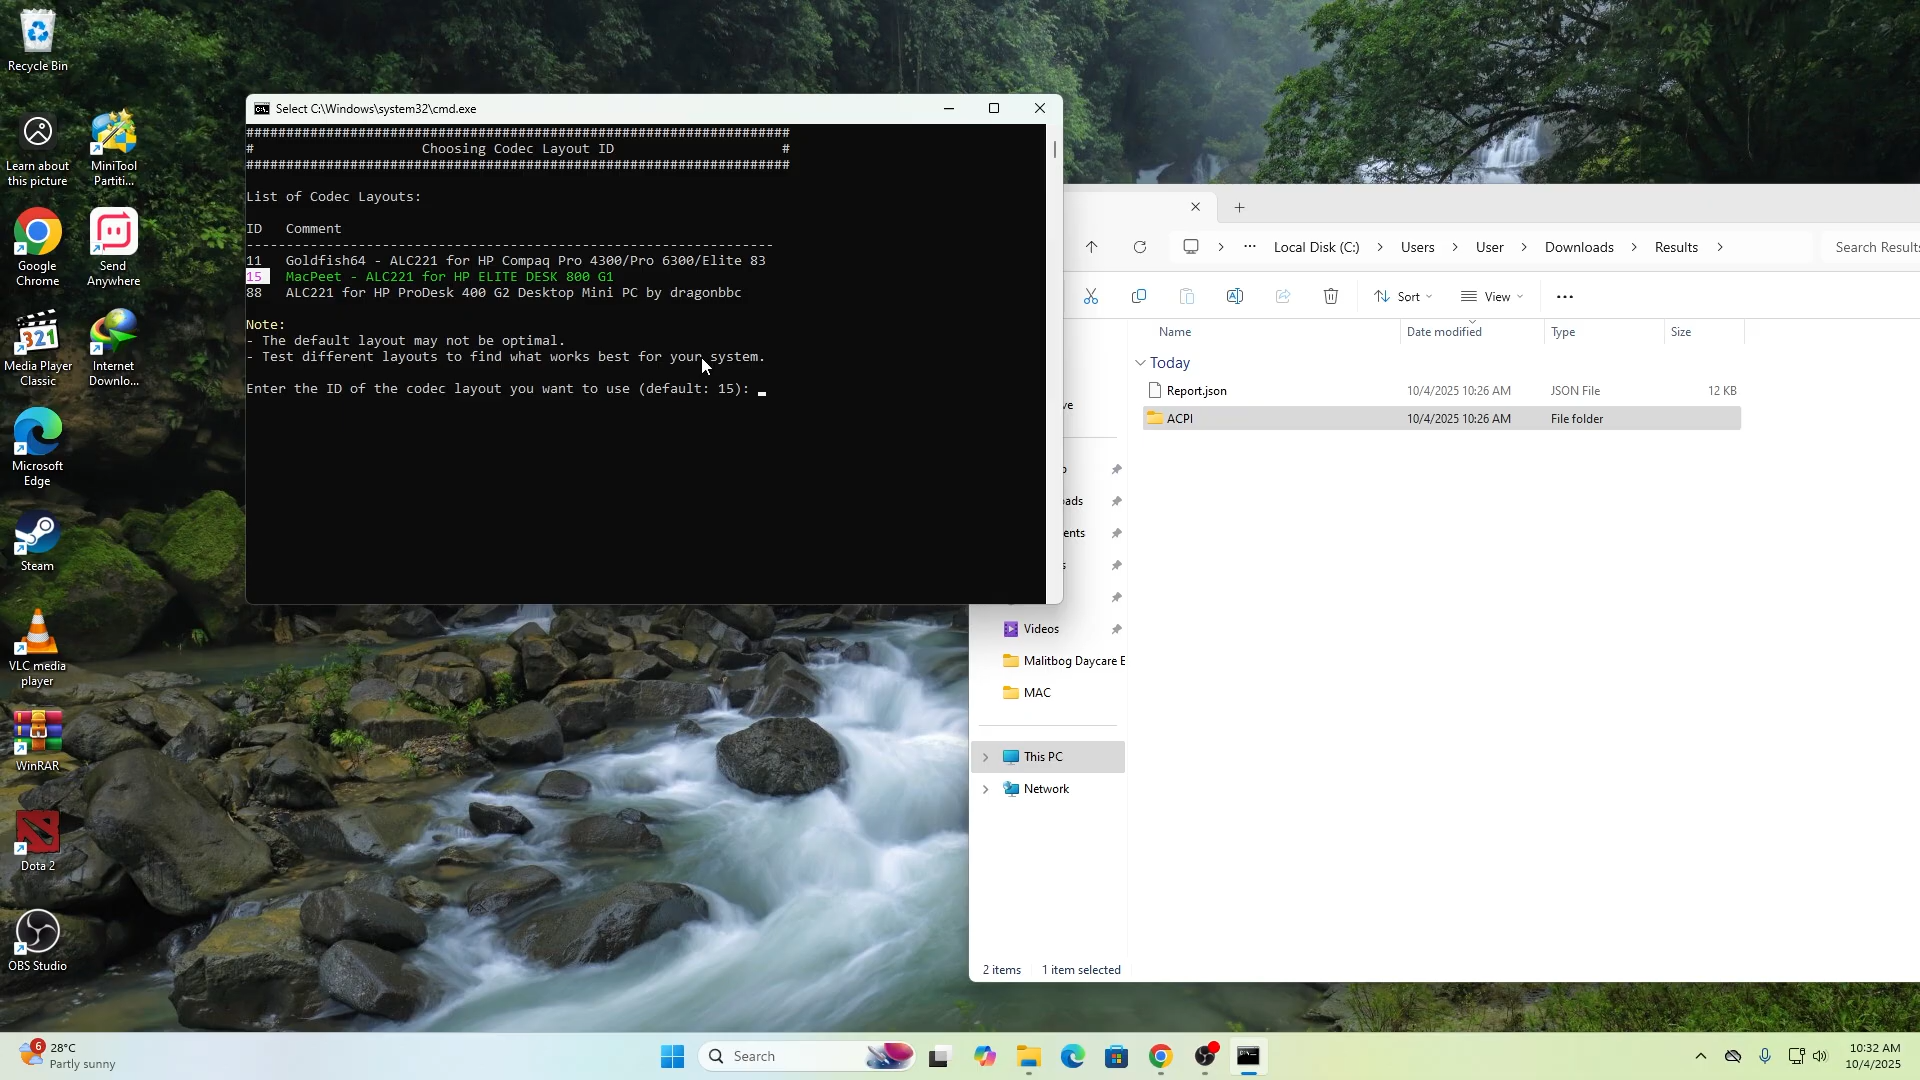 Recycle Bin
Learn about
this picture
MiniTool
Partiti...
Google
Chrome
Send
Anywhere
Media Player
Classic
Internet
Downlo...
Microsoft
Edge
Steam
VLC media
player
WinRAR
Dota 2
OBS Studio
Select C:\Windows\system32\cmd.exe
#####################################################################
# Choosing Codec Layout ID #
#####################################################################
List of Codec Layouts:
ID Comment
-------------------------------------------------------------------
11 Goldfish64 - ALC221 for HP Compaq Pro 4300/Pro 6300/Elite 83
15 MacPeet - ALC221 for HP ELITE DESK 800 G1
88 ALC221 for HP ProDesk 400 G2 Desktop Mini PC by dragonbbc
Note:
- The default layout may not be optimal.
- Test different layouts to find what works best for your system.
Enter the ID of the codec layout you want to use (default: 15): _
Local Disk (C:) > Users > User > Downloads > Results >
Search Results
Sort
View
Name Date modified Type Size
Today
Report.json 10/4/2025 10:26 AM JSON File 12 KB
ACPI 10/4/2025 10:26 AM File folder
ve
p
ads
ents
s
Videos
Malitbog Daycare E
MAC
This PC
Network
2 items 1 item selected
6
28°C
Partly sunny
Search
10:32 AM
10/4/2025